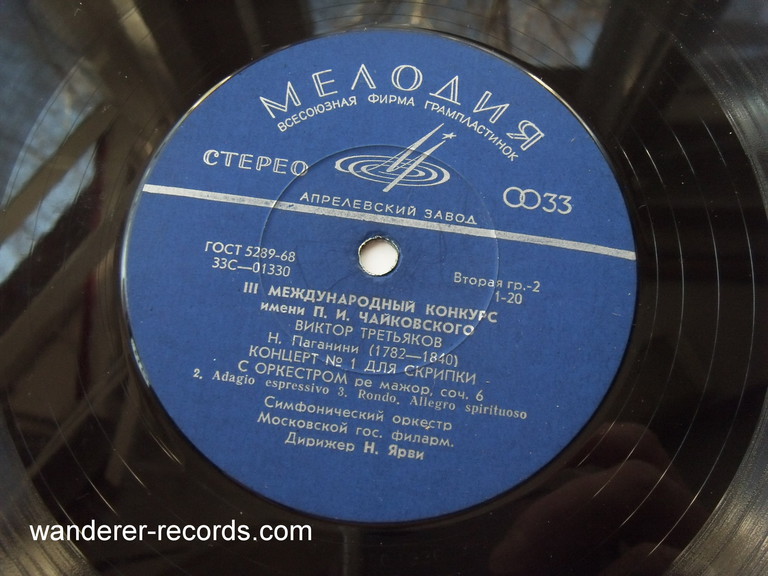 МЕЛОДИЯ
ВСЕСОЮЗНАЯ ФИРМА ГРАМПЛАСТИНОК
СТЕРЕО
33
АПРЕЛЕВСКИЙ ЗАВОД
ГОСТ 5289-68
33С—01330
Вторая гр.-2
1-20
III МЕЖДУНАРОДНЫЙ КОНКУРС
имени П. И. ЧАЙКОВСКОГО
ВИКТОР ТРЕТЬЯКОВ
Н. Паганини (1782—1840)
КОНЦЕРТ № 1 ДЛЯ СКРИПКИ
С ОРКЕСТРОМ ре мажор, соч. 6
2. Adagio espressivo 3. Rondo. Allegro spirituoso
Симфонический оркестр
Московской гос. филарм.
Дирижер Н. Ярви
wanderer-records.com